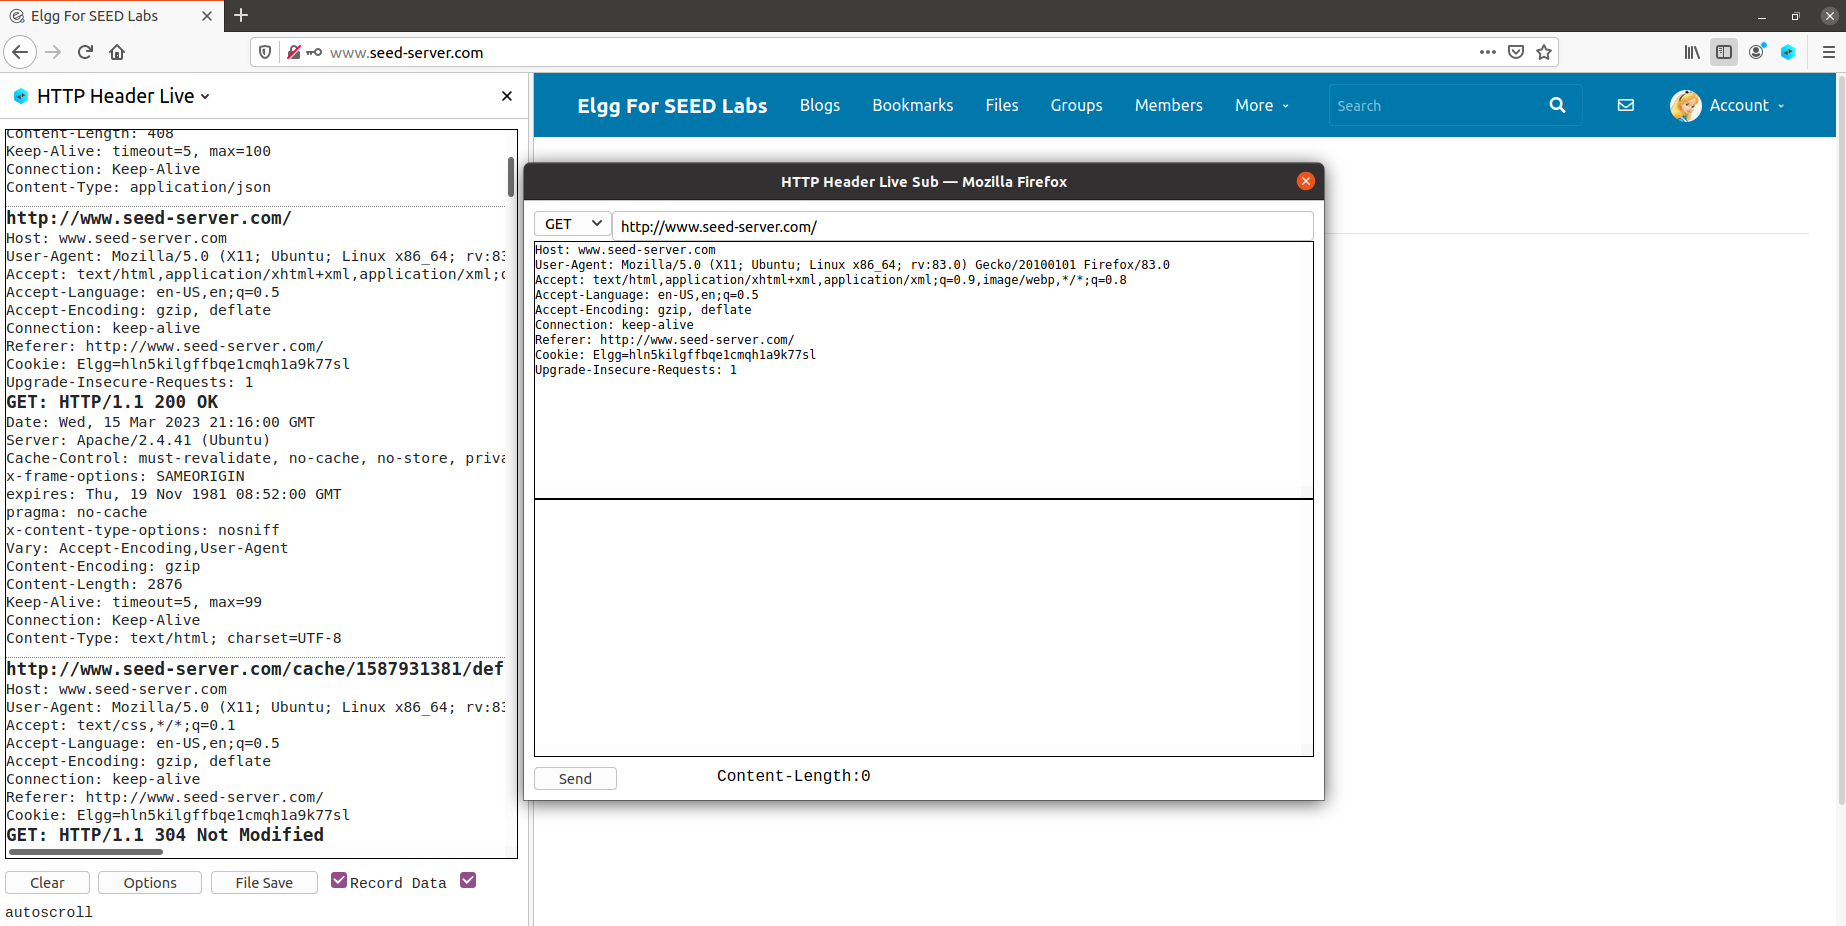 Elgg For SEED Labs
www.seed-server.com
HTTP Header Live
Content-Length: 408
Keep-Alive: timeout=5, max=100
Connection: Keep-Alive
Content-Type: application/json
http://www.seed-server.com/
Host: www.seed-server.com
User-Agent: Mozilla/5.0 (X11; Ubuntu; Linux x86_64; rv:83
Accept: text/html,application/xhtml+xml,application/xml;q
Accept-Language: en-US,en;q=0.5
Accept-Encoding: gzip, deflate
Connection: keep-alive
Referer: http://www.seed-server.com/
Cookie: Elgg=hln5kilgffbqe1cmqh1a9k77sl
Upgrade-Insecure-Requests: 1
GET: HTTP/1.1 200 OK
Date: Wed, 15 Mar 2023 21:16:00 GMT
Server: Apache/2.4.41 (Ubuntu)
Cache-Control: must-revalidate, no-cache, no-store, priva
x-frame-options: SAMEORIGIN
expires: Thu, 19 Nov 1981 08:52:00 GMT
pragma: no-cache
x-content-type-options: nosniff
Vary: Accept-Encoding,User-Agent
Content-Encoding: gzip
Content-Length: 2876
Keep-Alive: timeout=5, max=99
Connection: Keep-Alive
Content-Type: text/html; charset=UTF-8
http://www.seed-server.com/cache/1587931381/def
Host: www.seed-server.com
User-Agent: Mozilla/5.0 (X11; Ubuntu; Linux x86_64; rv:83
Accept: text/css,*/*;q=0.1
Accept-Language: en-US,en;q=0.5
Accept-Encoding: gzip, deflate
Connection: keep-alive
Referer: http://www.seed-server.com/
Cookie: Elgg=hln5kilgffbqe1cmqh1a9k77sl
GET: HTTP/1.1 304 Not Modified
Clear Options File Save Record Data
autoscroll
Elgg For SEED Labs Blogs Bookmarks Files Groups Members More Search Account
HTTP Header Live Sub — Mozilla Firefox
GET http://www.seed-server.com/
Host: www.seed-server.com
User-Agent: Mozilla/5.0 (X11; Ubuntu; Linux x86_64; rv:83.0) Gecko/20100101 Firefox/83.0
Accept: text/html,application/xhtml+xml,application/xml;q=0.9,image/webp,*/*;q=0.8
Accept-Language: en-US,en;q=0.5
Accept-Encoding: gzip, deflate
Connection: keep-alive
Referer: http://www.seed-server.com/
Cookie: Elgg=hln5kilgffbqe1cmqh1a9k77sl
Upgrade-Insecure-Requests: 1
Send Content-Length:0